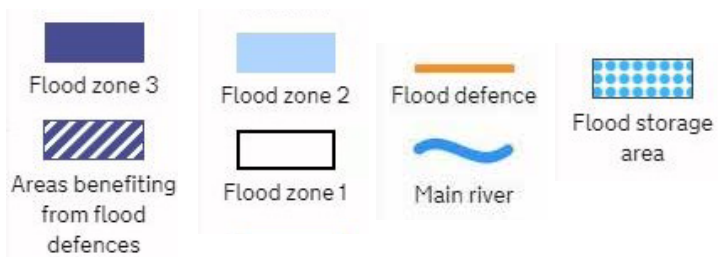 Flood zone 3
Areas benefiting
from flood
defences
Flood zone 2
Flood zone 1
Flood defence
Main river
Flood storage
area